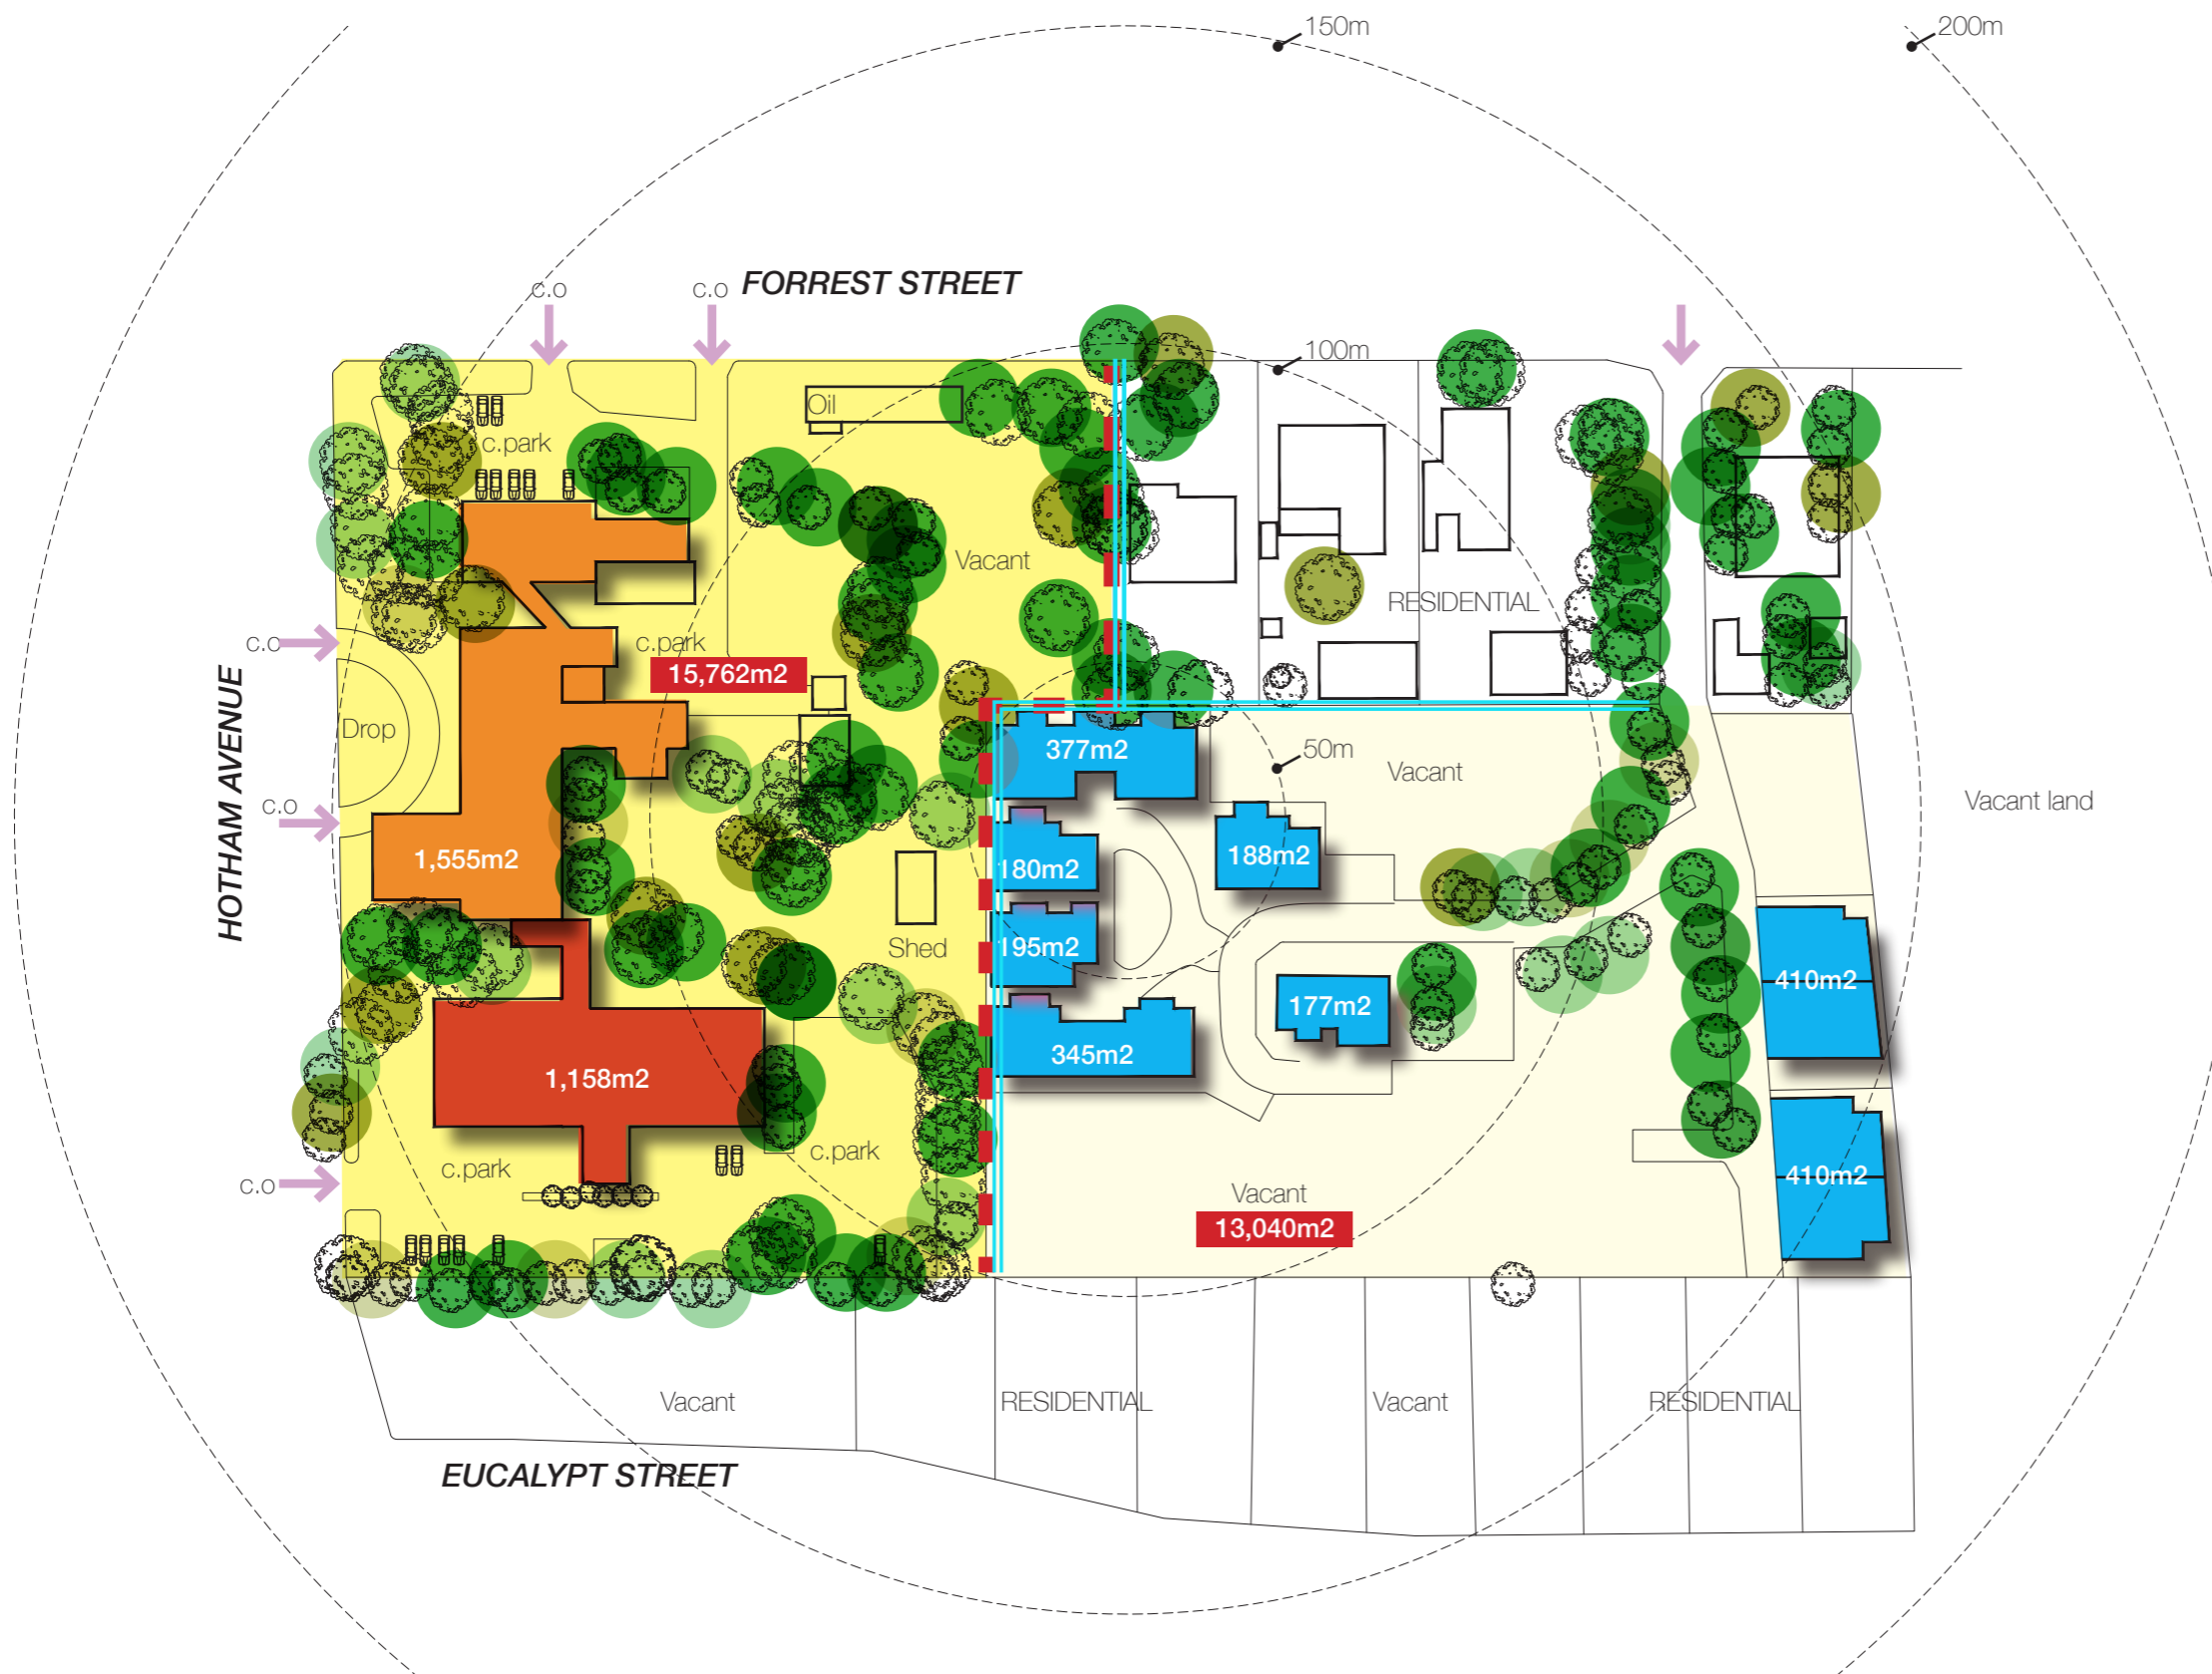 150m
200m
c.o
c.o
FORREST STREET
100m
Oil
c.park
Vacant
RESIDENTIAL
c.o
c.park
15,762m2
HOTHAM AVENUE
Drop
377m2
50m
Vacant
c.o
Vacant land
1,555m2
180m2
188m2
Shed
195m2
410m2
177m2
345m2
1,158m2
c.park
c.park
c.o
Vacant
13,040m2
410m2
Vacant
RESIDENTIAL
Vacant
RESIDENTIAL
EUCALYPT STREET